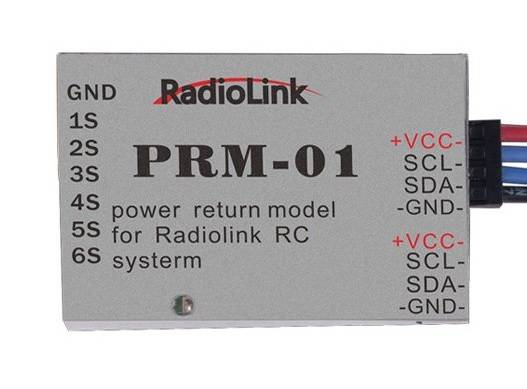 GND
1S
2S
3S
4S
5S
6S
RadioLink
PRM-01
power return model
for Radiolink RC
systerm
+VCC-
SCL-
SDA-
-GND-
+VCC-
SCL-
SDA-
-GND-